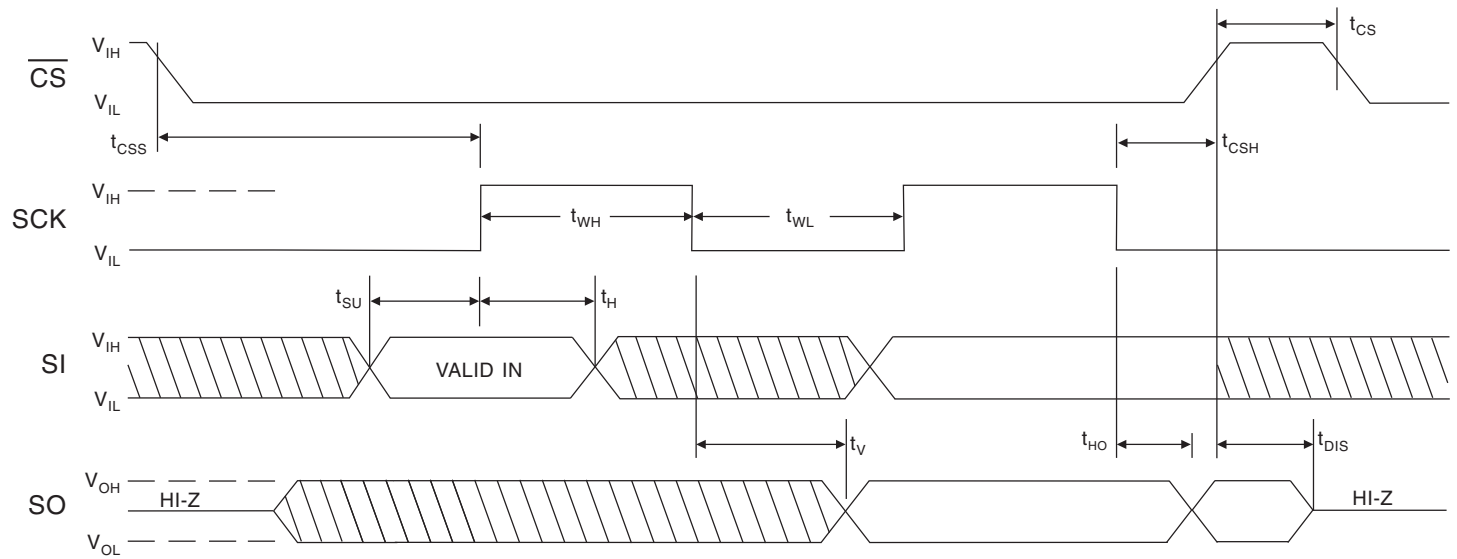 V_IH
t_CS
C̅S̅
V_IL
t_CSS
t_CSH
V_IH
SCK
t_WH
t_WL
V_IL
t_SU
t_H
V_IH
SI
VALID IN
V_IL
t_V
t_HO
t_DIS
V_OH
HI-Z
HI-Z
SO
V_OL